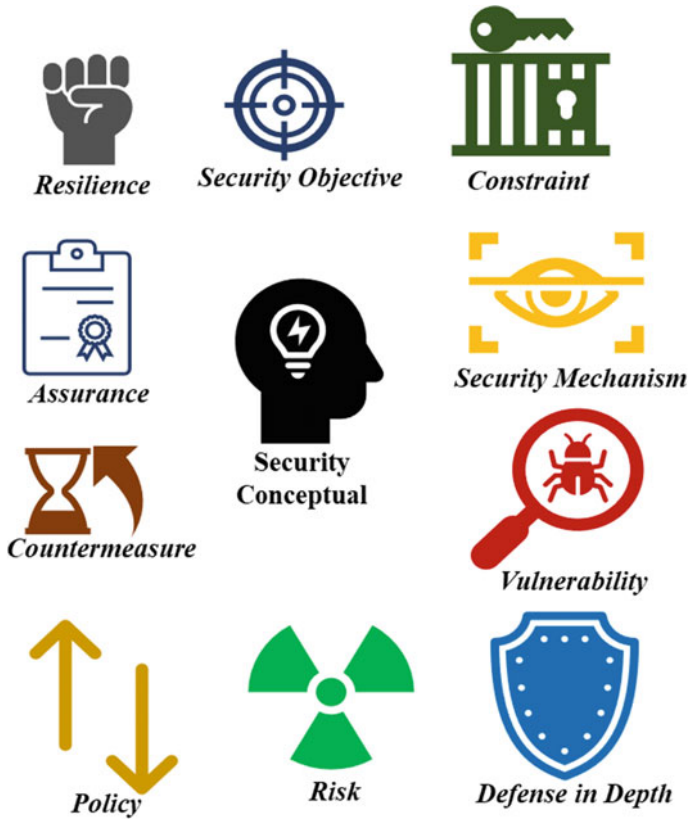 Resilience
Security Objective
Constraint
Assurance
Security Mechanism
Security
Conceptual
Countermeasure
Vulnerability
Policy
Risk
Defense in Depth